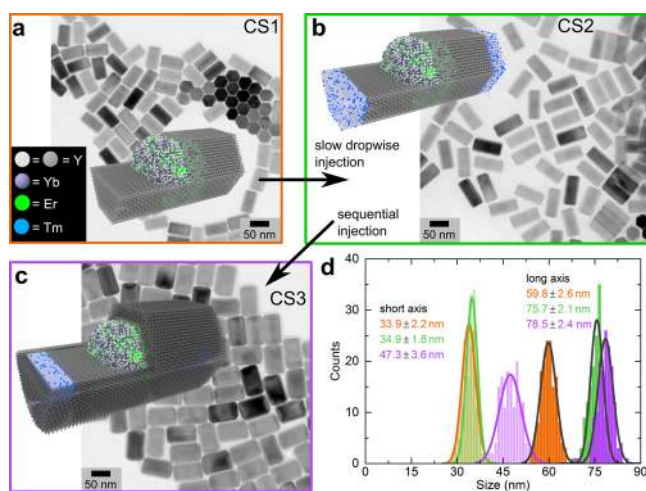 a
CS1
= = Y
= Yb
= Er
= Tm
50 nm
b
CS2
slow dropwise
injection
sequential
injection
50 nm
c
CS3
50 nm
d
short axis
33.9±2.2 nm
34.9±1.8 nm
47.3±3.6 nm
long axis
59.8±2.6 nm
75.7±2.1 nm
78.5±2.4 nm
Counts
40
30
20
10
0
0 15 30 45 60 75 90
Size (nm)